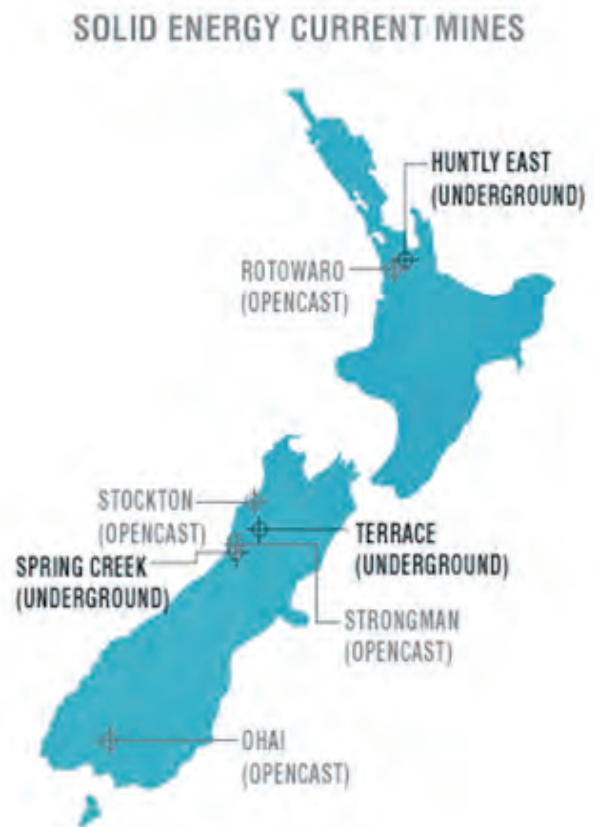 SOLID ENERGY CURRENT MINES
HUNTLY EAST
(UNDERGROUND)
ROTOWARO
(OPENCAST)
STOCKTON
(OPENCAST)
TERRACE
(UNDERGROUND)
SPRING CREEK
(UNDERGROUND)
STRONGMAN
(OPENCAST)
OHAI
(OPENCAST)